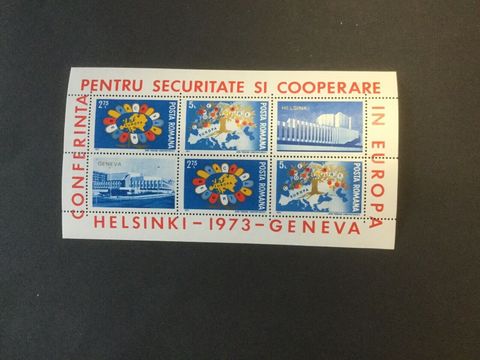 CONFERINTA PENTRU SECURITATE SI COOPERARE IN EUROPA
2.75
POSTA ROMANA
5L
POSTA ROMANA
HELSINKI
GENEVA
2.75
POSTA ROMANA
5L
POSTA ROMANA
HELSINKI-1973-GENEVA